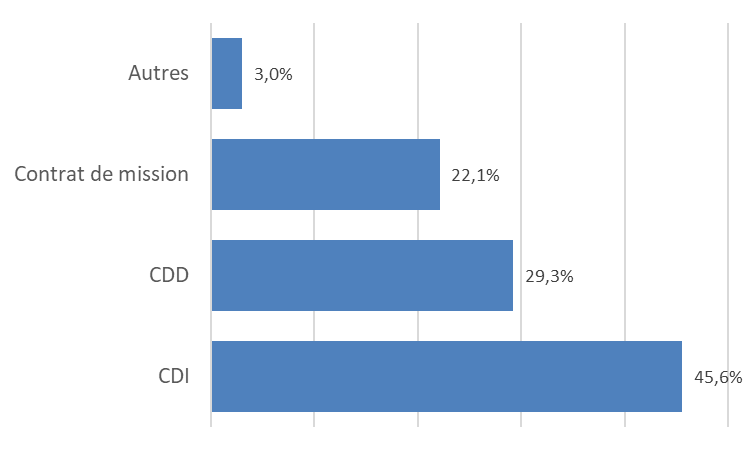 Autres
3,0%
Contrat de mission
22,1%
CDD
29,3%
CDI
45,6%